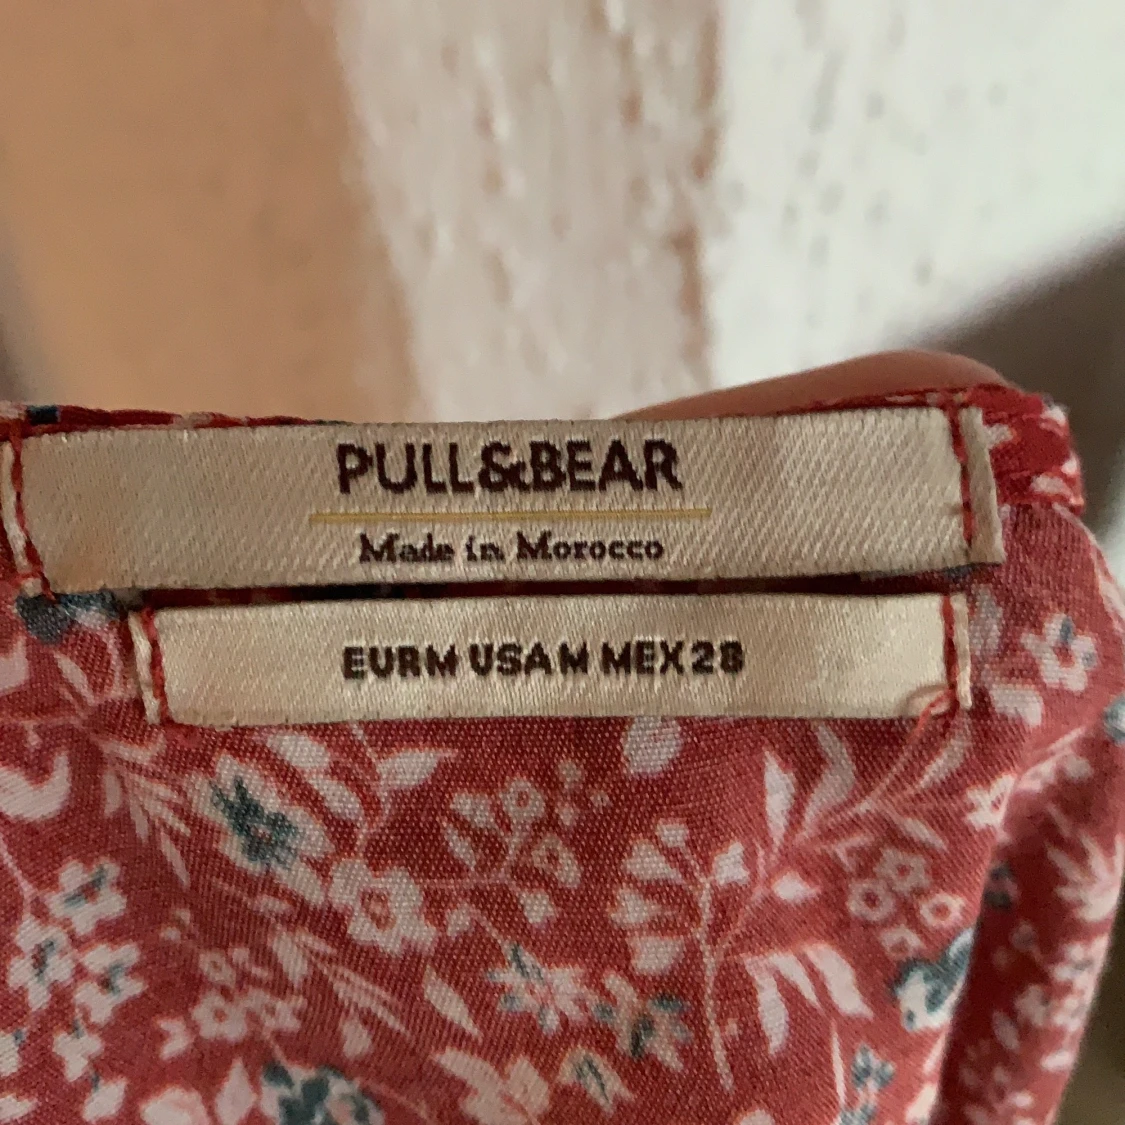 PULL&BEAR
Made in Morocco
EUR M USA M MEX 28